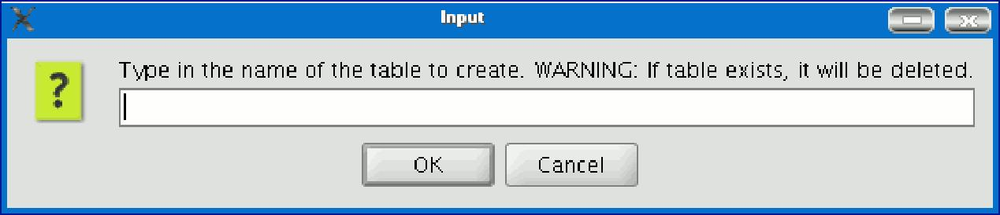 Input
Type in the name of the table to create. WARNING: If table exists, it will be deleted.
OK
Cancel